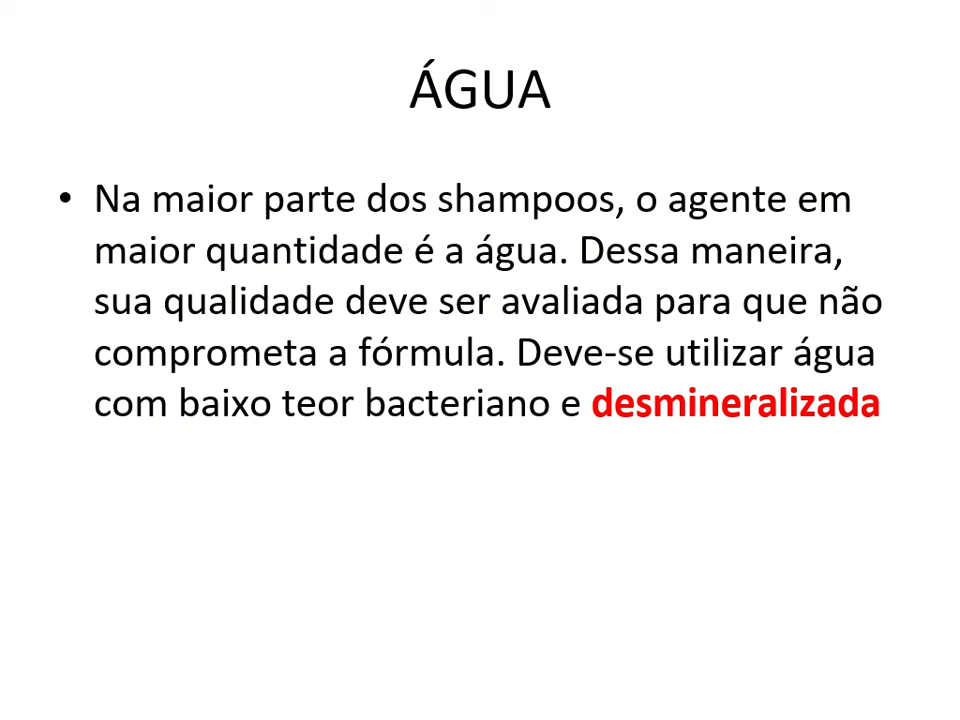 ÁGUA
• Na maior parte dos shampoos, o agente em
maior quantidade é a água. Dessa maneira,
sua qualidade deve ser avaliada para que não
comprometa a fórmula. Deve-se utilizar água
com baixo teor bacteriano e desmineralizada